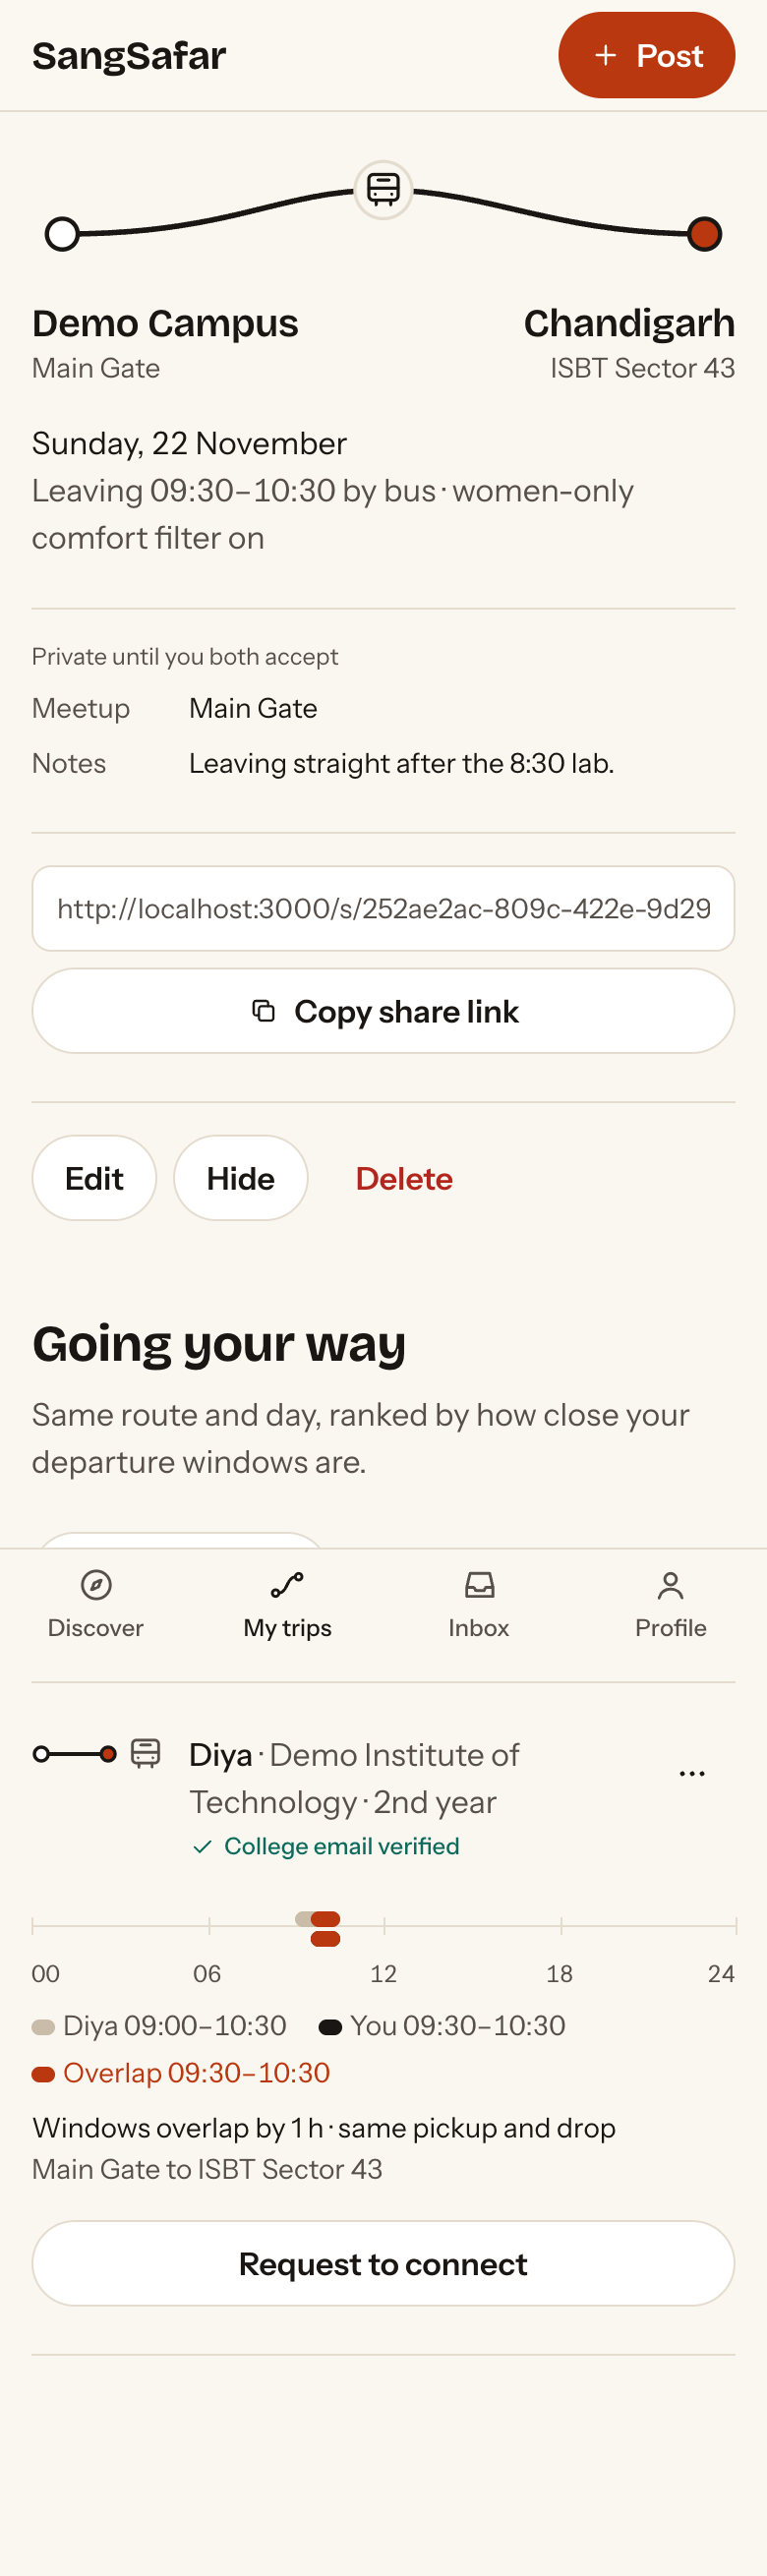 SangSafar
+ Post
Demo Campus
Chandigarh
Main Gate
ISBT Sector 43
Sunday, 22 November
Leaving 09:30–10:30 by bus · women-only
comfort filter on
Private until you both accept
Meetup Main Gate
Notes Leaving straight after the 8:30 lab.
http://localhost:3000/s/252ae2ac-809c-422e-9d29
Copy share link
Edit Hide Delete
Going your way
Same route and day, ranked by how close your
departure windows are.
Discover My trips Inbox Profile
Diya · Demo Institute of
Technology · 2nd year
College email verified
00 06 12 18 24
Diya 09:00–10:30 You 09:30–10:30
Overlap 09:30–10:30
Windows overlap by 1 h · same pickup and drop
Main Gate to ISBT Sector 43
Request to connect